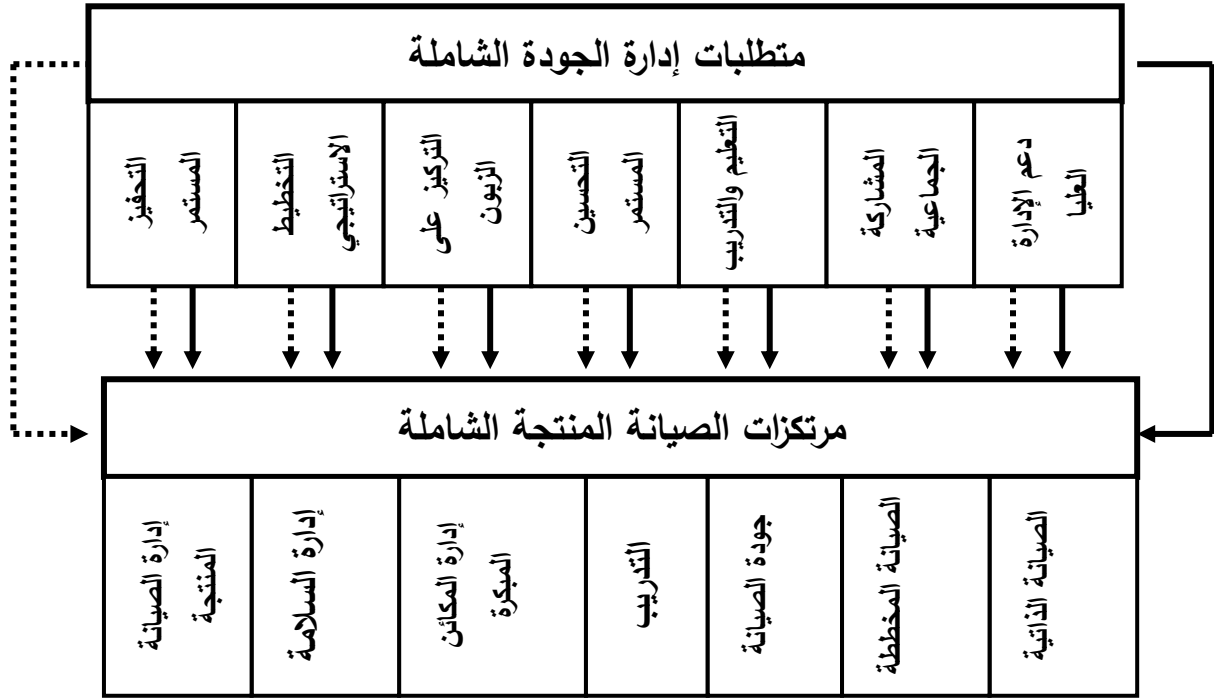 متطلبات إدارة الجودة الشاملة
دعم الإدارة
العليا
المشاركة
الجماعية
التعليم والتدريب
التحسين
المستمر
التركيز على
الزبون
التخطيط
الاستراتيجي
التحفيز
المستمر
مرتكزات الصيانة المنتجة الشاملة
الصيانة الذاتية
الصيانة المخططة
جودة الصيانة
التدريب
إدارة المكائن
المبكرة
إدارة السلامة
إدارة الصيانة
المنتجة